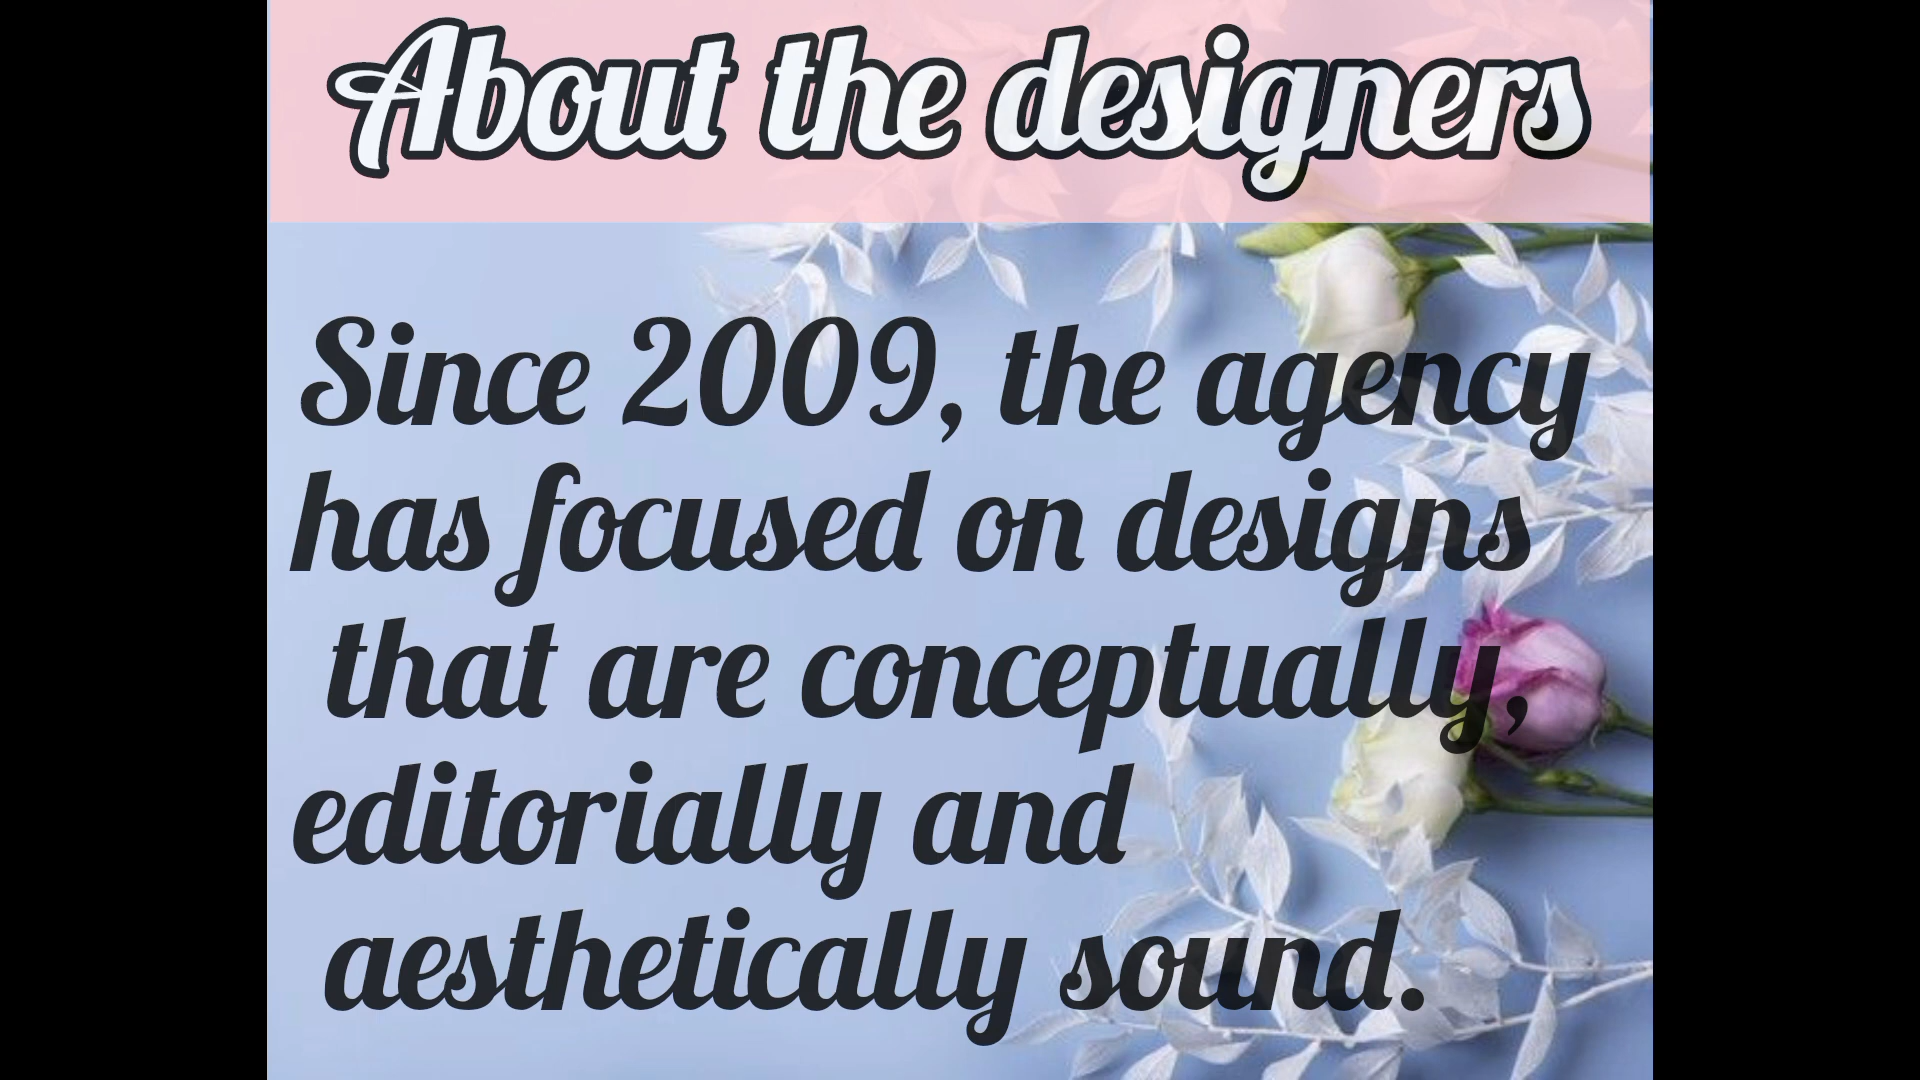 About the designers
Since 2009, the agency
has focused on designs
that are conceptually,
editorially and
aesthetically sound.